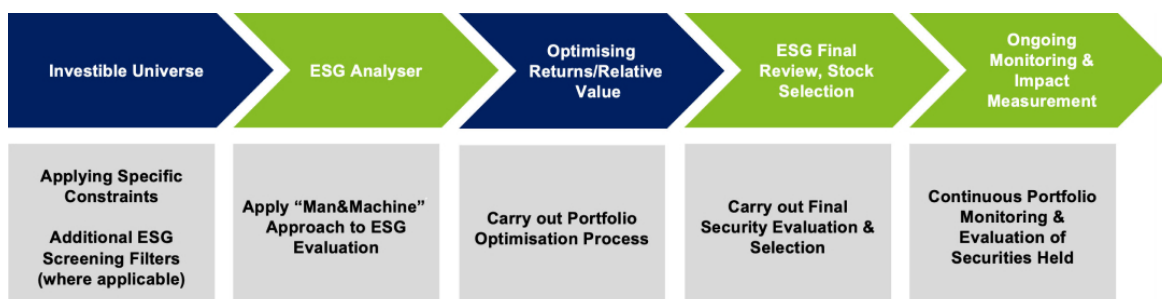 Investible Universe
ESG Analyser
Optimising
Returns/Relative
Value
ESG Final
Review, Stock
Selection
Ongoing
Monitoring &
Impact
Measurement
Applying Specific
Constraints
Additional ESG
Screening Filters
(where applicable)
Apply “Man&Machine”
Approach to ESG
Evaluation
Carry out Portfolio
Optimisation Process
Carry out Final
Security Evaluation &
Selection
Continuous Portfolio
Monitoring &
Evaluation of
Securities Held